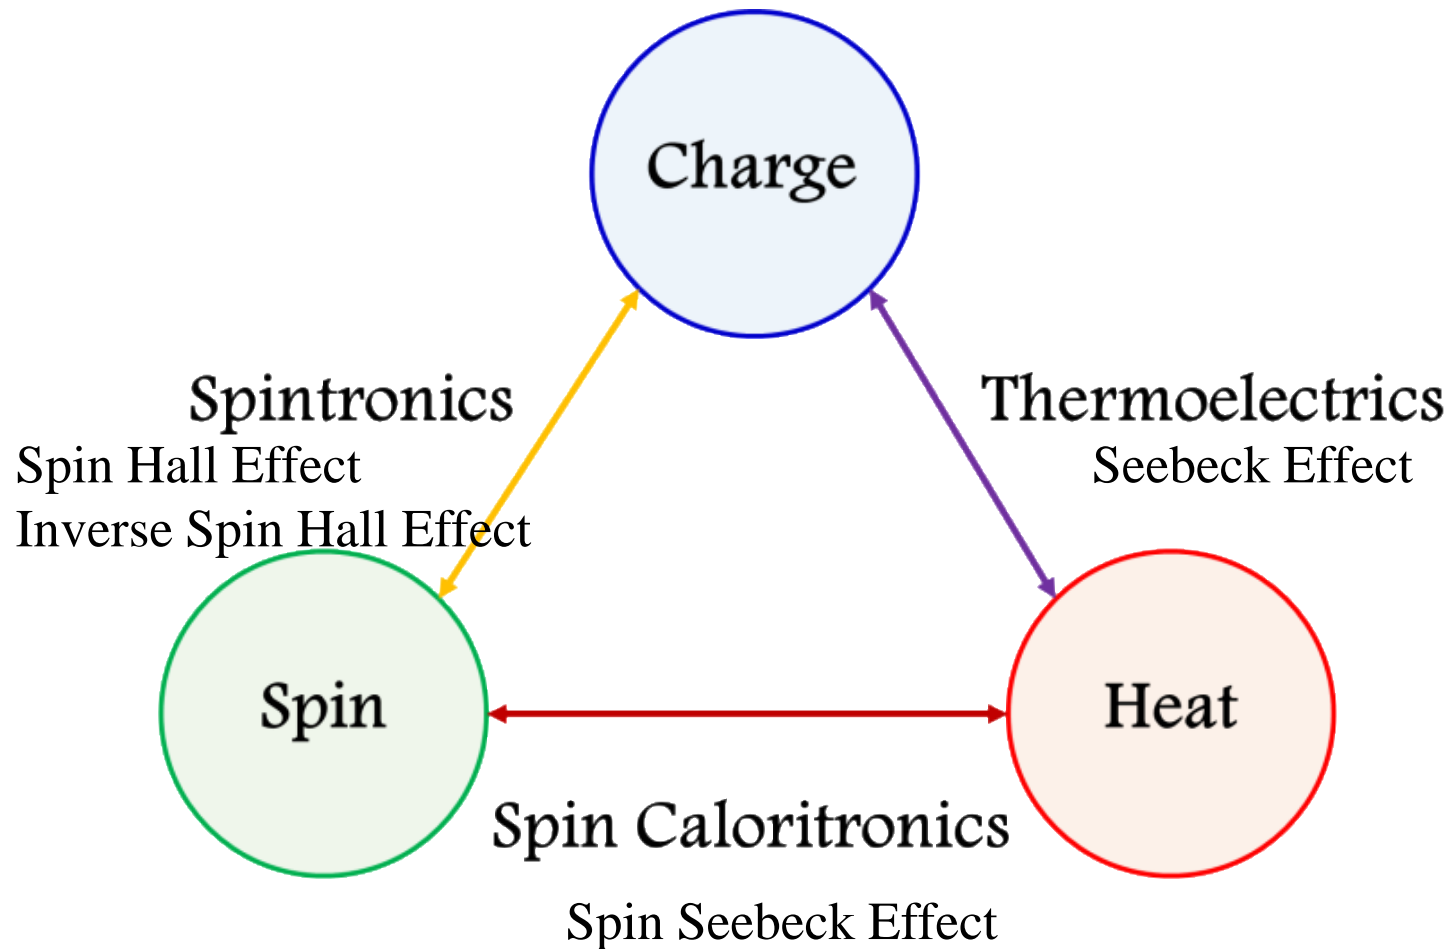 Charge
Spintronics
Spin Hall Effect
Inverse Spin Hall Effect
Thermoelectrics
Seebeck Effect
Spin
Heat
Spin Caloritronics
Spin Seebeck Effect